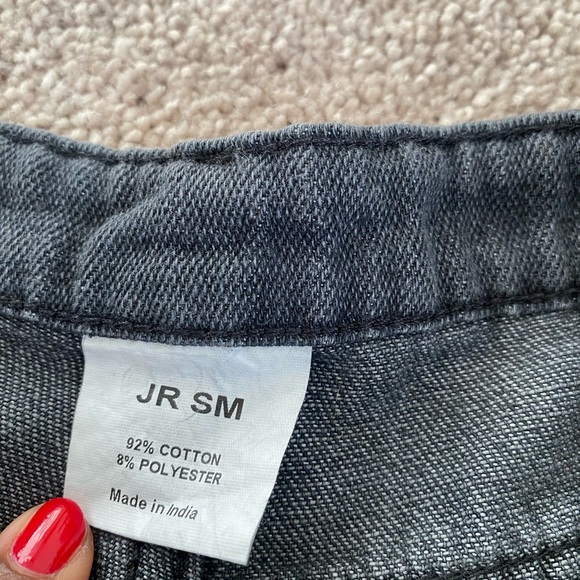 JR SM
92% COTTON
8% POLYESTER
Made in India